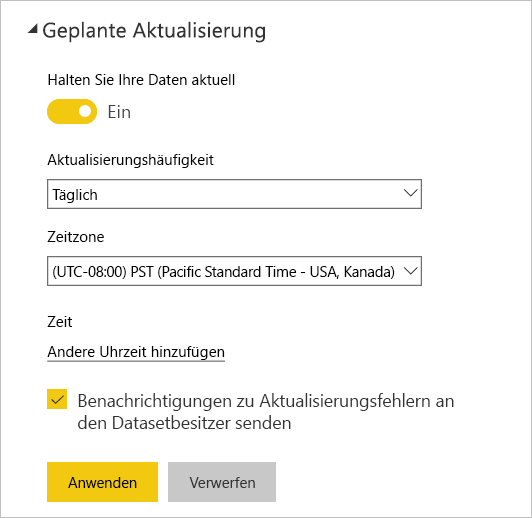 Geplante Aktualisierung
Halten Sie Ihre Daten aktuell
Ein
Aktualisierungshäufigkeit
Täglich
Zeitzone
(UTC-08:00) PST (Pacific Standard Time - USA, Kanada)
Zeit
Andere Uhrzeit hinzufügen
Benachrichtigungen zu Aktualisierungsfehlern an
den Datasetbesitzer senden
Anwenden
Verwerfen